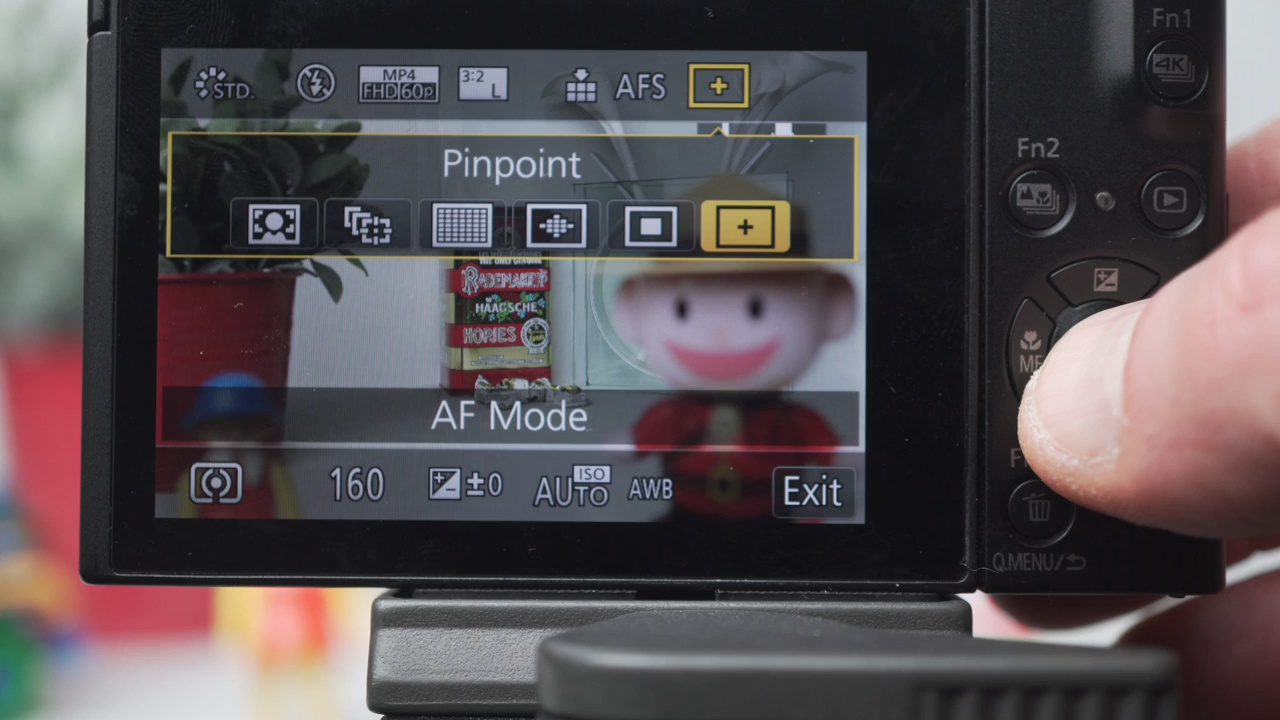 Fn1
STD.
MP4
FHD 60p
3:2
L
AFS
4K
Fn2
Pinpoint
THE ONLY GENUINE
RADEMAKER'S
HAAGSCHE
HOPJES
AF Mode
160
±0
ISO
AUTO
AWB
Exit
Q.MENU/